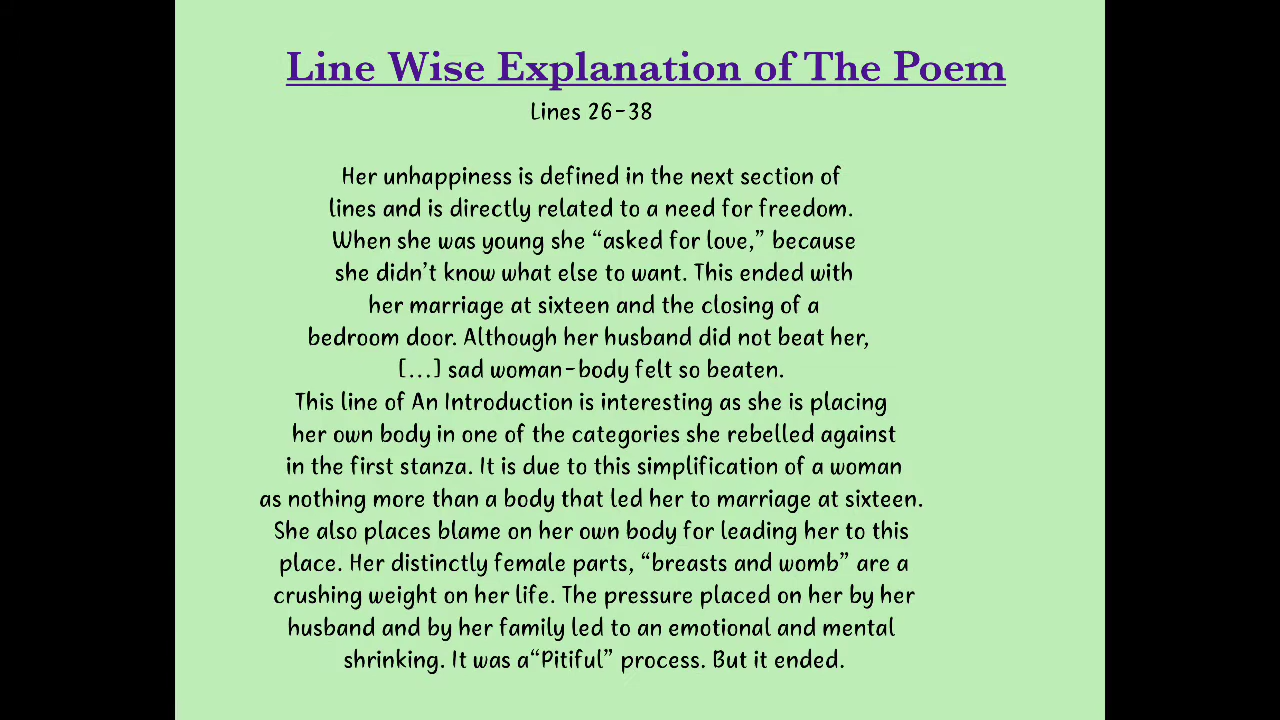 Line Wise Explanation of The Poem
Lines 26-38
Her unhappiness is defined in the next section of
lines and is directly related to a need for freedom.
When she was young she “asked for love,” because
she didn’t know what else to want. This ended with
her marriage at sixteen and the closing of a
bedroom door. Although her husband did not beat her,
[...] sad woman-body felt so beaten.
This line of An Introduction is interesting as she is placing
her own body in one of the categories she rebelled against
in the first stanza. It is due to this simplification of a woman
as nothing more than a body that led her to marriage at sixteen.
She also places blame on her own body for leading her to this
place. Her distinctly female parts, “breasts and womb” are a
crushing weight on her life. The pressure placed on her by her
husband and by her family led to an emotional and mental
shrinking. It was a“Pitiful” process. But it ended.